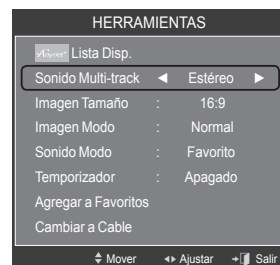 HERRAMIENTAS
Anynet+ Lista Disp.
Sonido Multi-track ◄ Estéreo ►
Imagen Tamaño : 16:9
Imagen Modo : Normal
Sonido Modo : Favorito
Temporizador : Apagado
Agregar a Favoritos
Cambiar a Cable
Mover Ajustar Salir